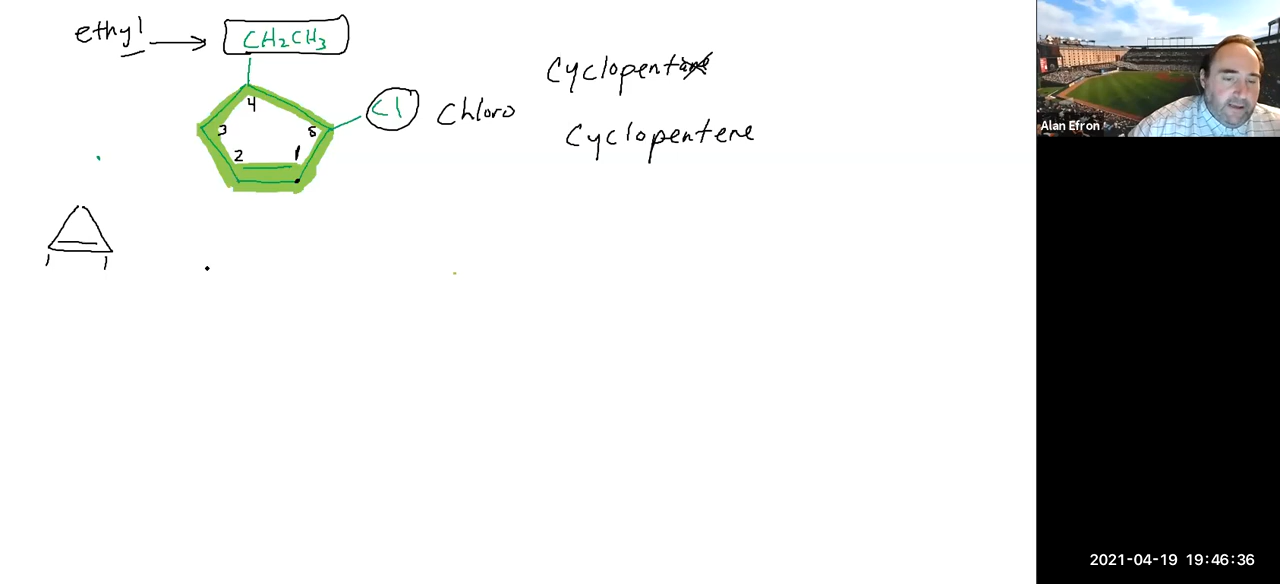 ethyl
CH2CH3
Cyclopentane
4
Cl
Chloro
3
5
Cyclopentene
2
1
Alan Efron
2021-04-19 19:46:36